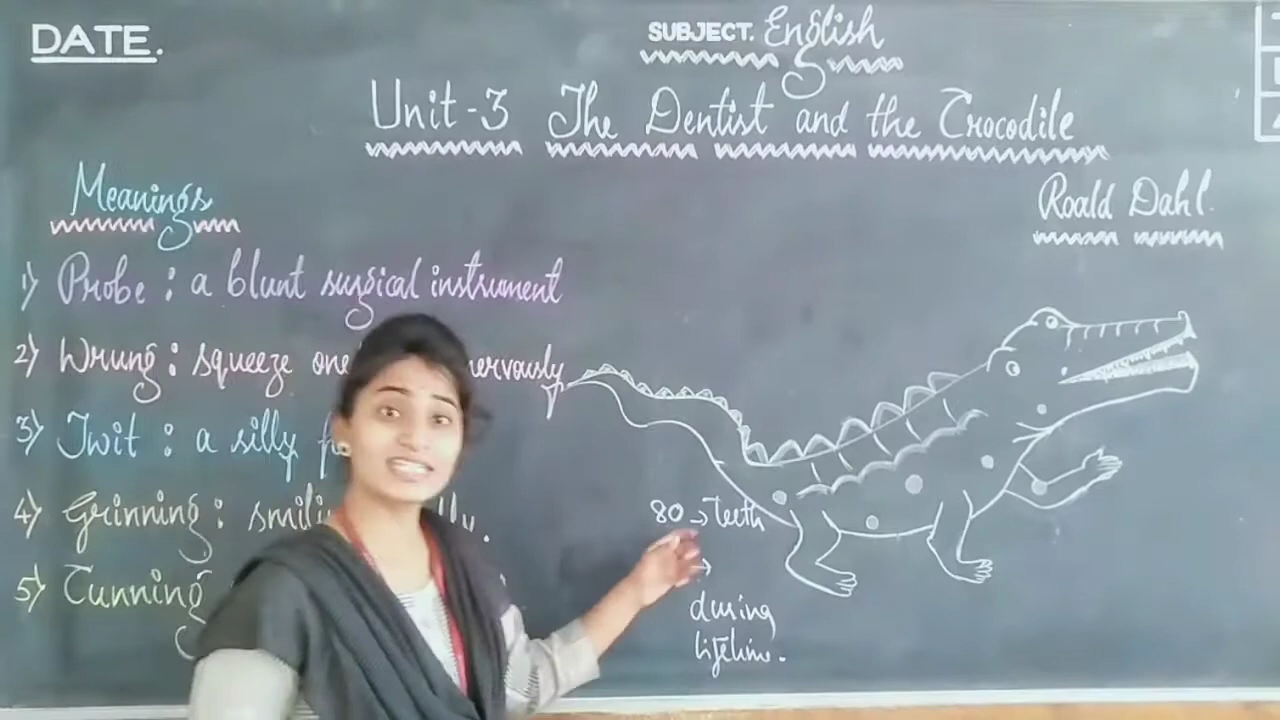 DATE.
SUBJECT. English
Unit-3 The Dentist and the Crocodile
Roald Dahl.
Meanings
1) Probe : a blunt surgical instrument
2) Wrung : squeeze one nervously
3) Twit : a silly
4) Grinning : smili
5) Cunning
80 → Teeth
→
during
lifetime.